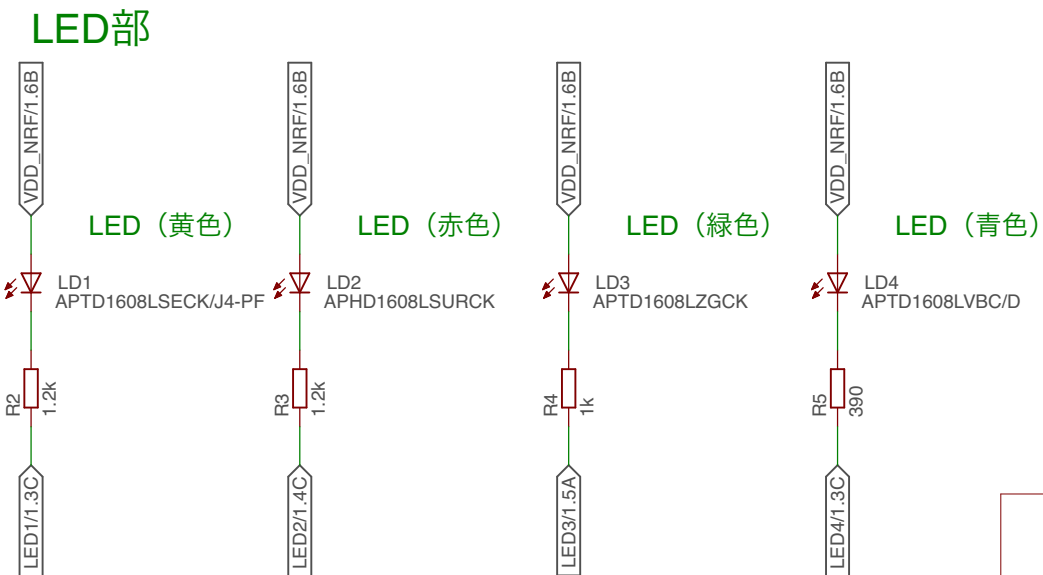 LED部
VDD_NRF/1.6B
VDD_NRF/1.6B
VDD_NRF/1.6B
VDD_NRF/1.6B
LED（黄色）
LED（赤色）
LED（緑色）
LED（青色）
LD1
APTD1608LSECK/J4-PF
LD2
APHD1608LSURCK
LD3
APTD1608LZGCK
LD4
APTD1608LVBC/D
R2
1.2k
R3
1.2k
R4
1k
R5
390
LED1/1.3C
LED2/1.4C
LED3/1.5A
LED4/1.3C